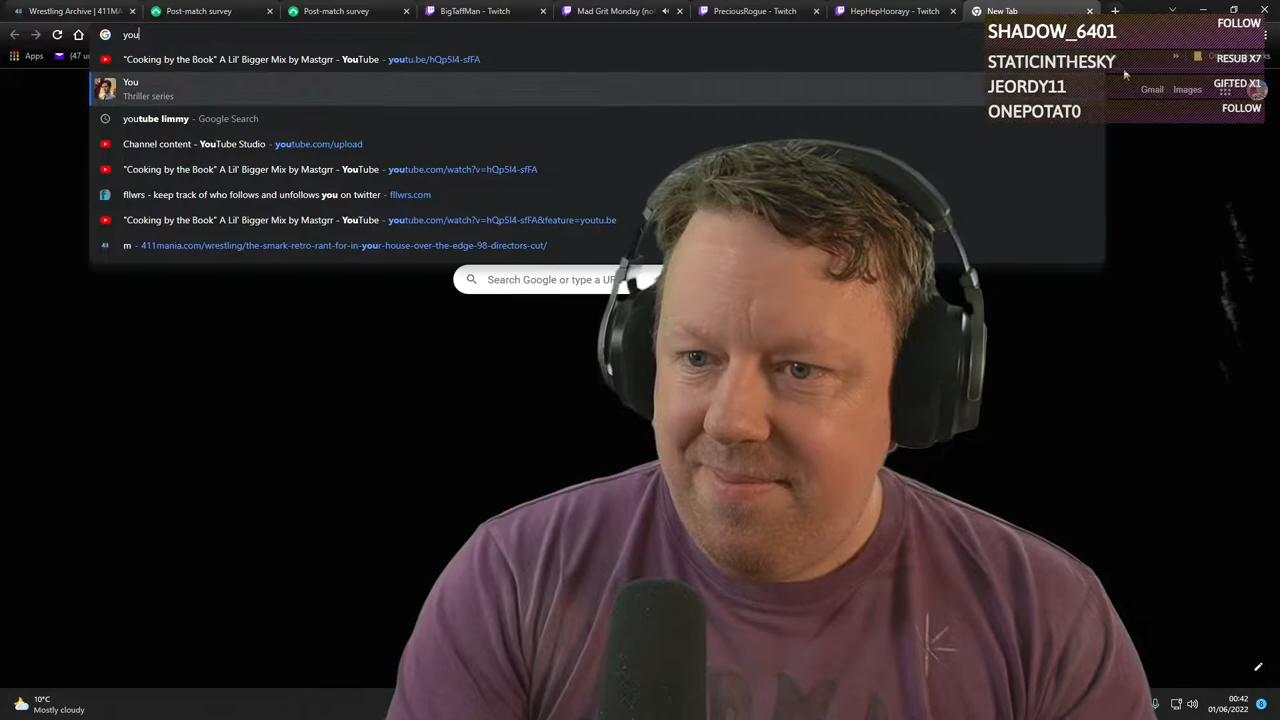 Wrestling Archive | 411MA
Post-match survey
Post-match survey
BigTaffMan - Twitch
Mad Grit Monday (no
PreciousRogue - Twitch
HepHepHoorayy - Twitch
New Tab
you
Apps
(47 u
"Cooking by the Book" A Lil' Bigger Mix by Mastgrr - YouTube - youtu.be/hQp5I4-sfFA
You
Thriller series
youtube limmy - Google Search
Channel content - YouTube Studio - youtube.com/upload
"Cooking by the Book" A Lil' Bigger Mix by Mastgrr - YouTube - youtube.com/watch?v=hQp5I4-sfFA
fllwrs - keep track of who follows and unfollows you on twitter - fllwrs.com
"Cooking by the Book" A Lil' Bigger Mix by Mastgrr - YouTube - youtube.com/watch?v=hQp5I4-sfFA&feature=youtu.be
m - 411mania.com/wrestling/the-smark-retro-rant-for-in-your-house-over-the-edge-98-directors-cut/
Search Google or type a UR
SHADOW_6401 FOLLOW
STATICINTHESKY RESUB X7
JEORDY11 GIFTED X1
ONEPOTAT0 FOLLOW
Gmail Images
10°C
Mostly cloudy
00:42
01/06/2022